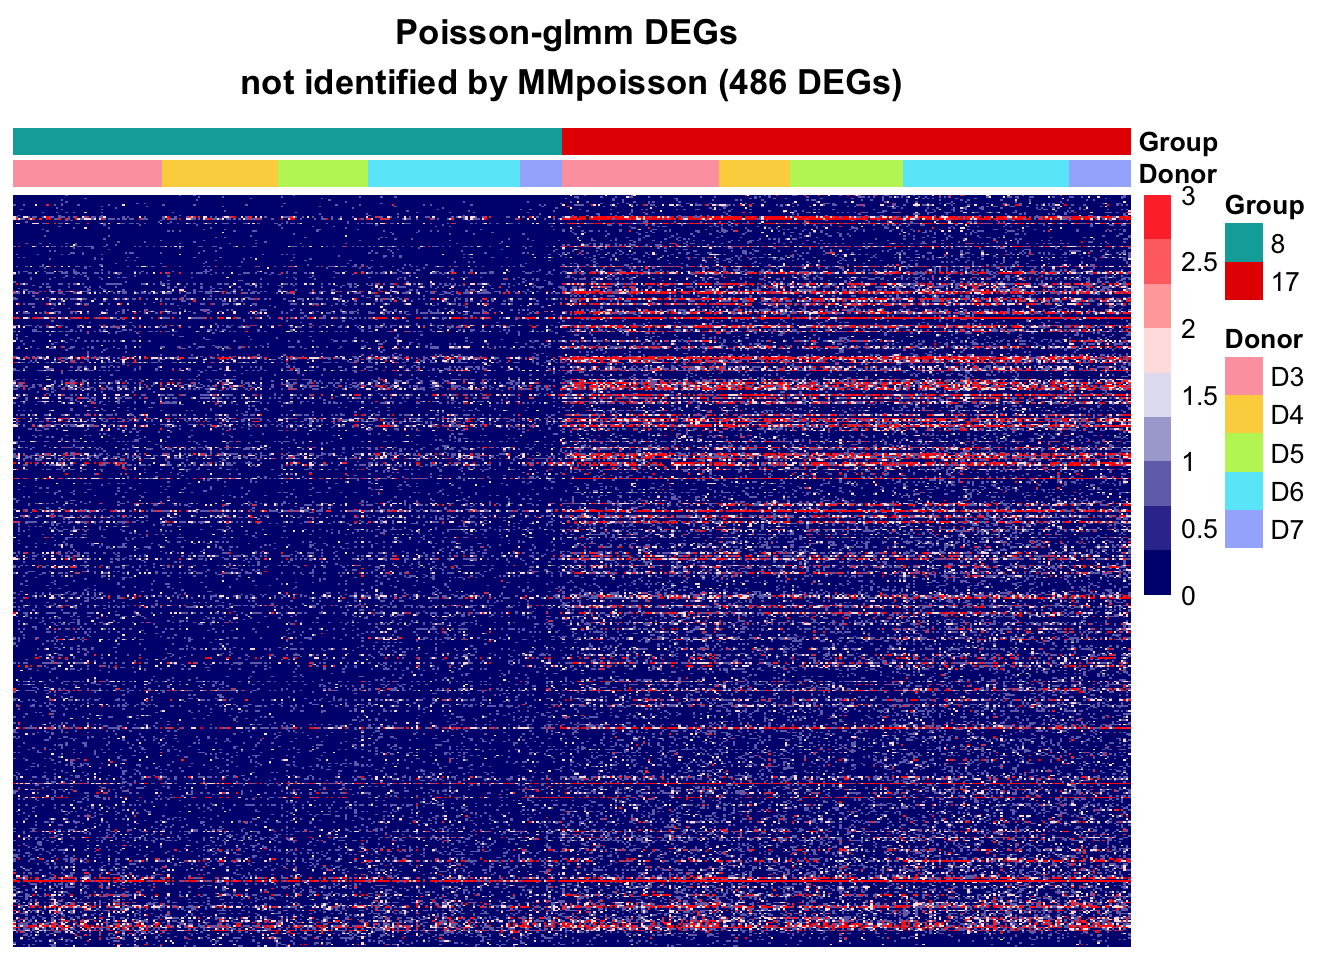 Poisson-glmm DEGs
not identified by MMpoisson (486 DEGs)
Group
Donor
3
2.5
2
1.5
1
0.5
0
Group
8
17
Donor
D3
D4
D5
D6
D7